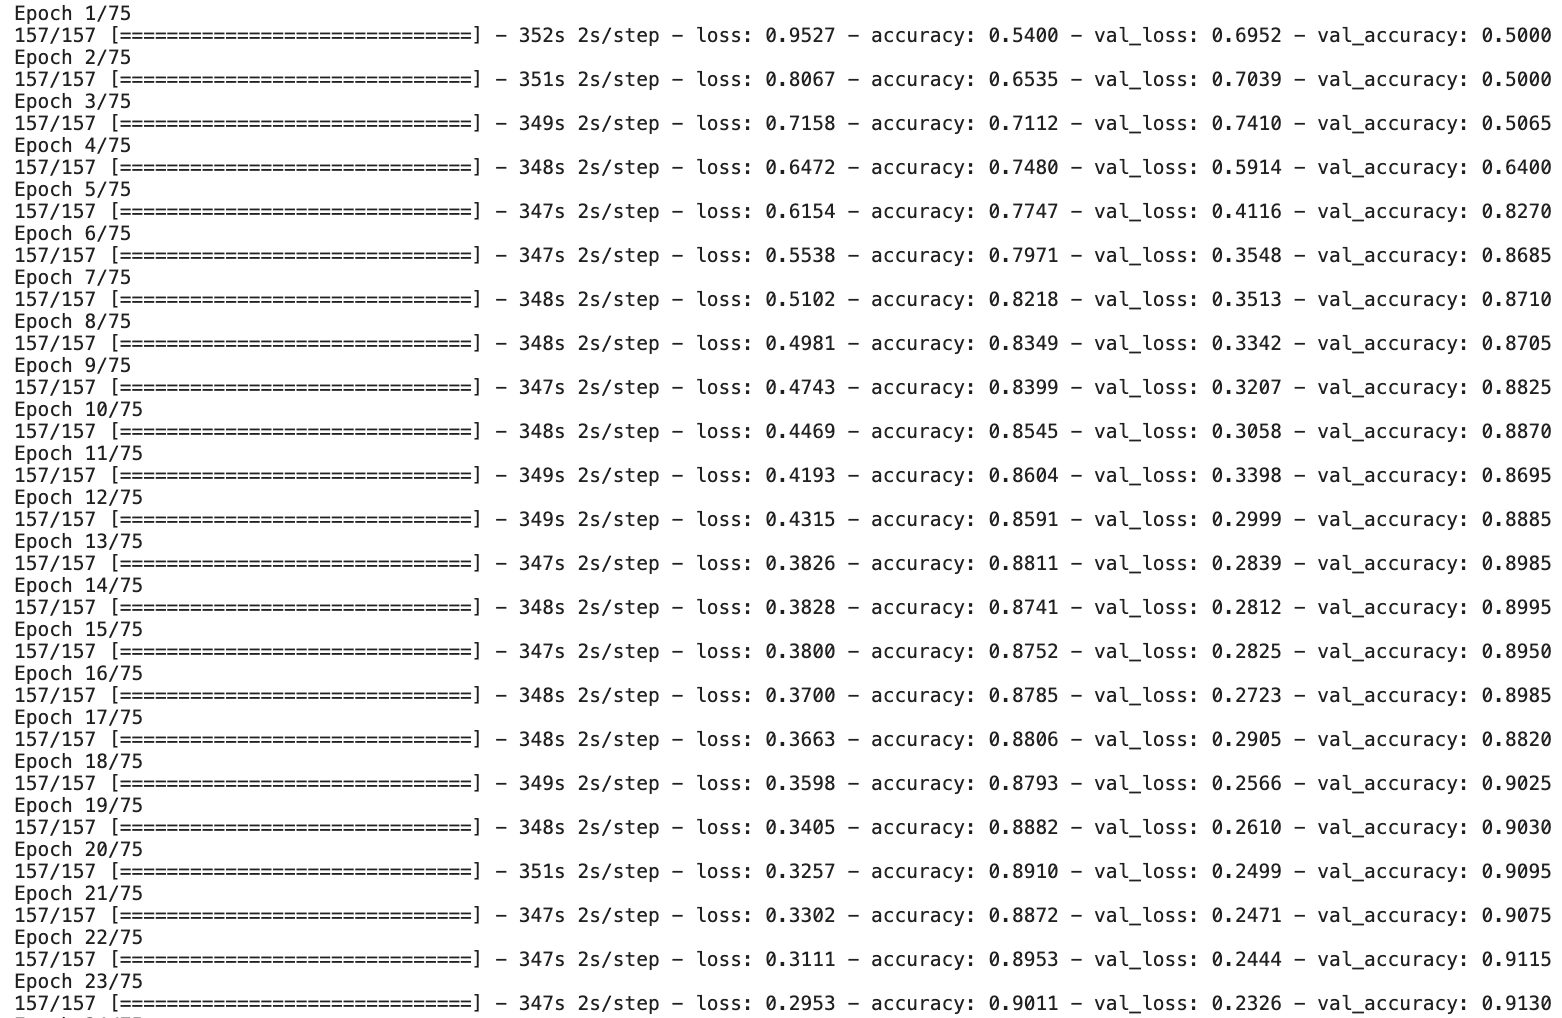 Epoch 1/75
157/157 [==============================] - 352s 2s/step - loss: 0.9527 - accuracy: 0.5400 - val_loss: 0.6952 - val_accuracy: 0.5000
Epoch 2/75
157/157 [==============================] - 351s 2s/step - loss: 0.8067 - accuracy: 0.6535 - val_loss: 0.7039 - val_accuracy: 0.5000
Epoch 3/75
157/157 [==============================] - 349s 2s/step - loss: 0.7158 - accuracy: 0.7112 - val_loss: 0.7410 - val_accuracy: 0.5065
Epoch 4/75
157/157 [==============================] - 348s 2s/step - loss: 0.6472 - accuracy: 0.7480 - val_loss: 0.5914 - val_accuracy: 0.6400
Epoch 5/75
157/157 [==============================] - 347s 2s/step - loss: 0.6154 - accuracy: 0.7747 - val_loss: 0.4116 - val_accuracy: 0.8270
Epoch 6/75
157/157 [==============================] - 347s 2s/step - loss: 0.5538 - accuracy: 0.7971 - val_loss: 0.3548 - val_accuracy: 0.8685
Epoch 7/75
157/157 [==============================] - 348s 2s/step - loss: 0.5102 - accuracy: 0.8218 - val_loss: 0.3513 - val_accuracy: 0.8710
Epoch 8/75
157/157 [==============================] - 348s 2s/step - loss: 0.4981 - accuracy: 0.8349 - val_loss: 0.3342 - val_accuracy: 0.8705
Epoch 9/75
157/157 [==============================] - 347s 2s/step - loss: 0.4743 - accuracy: 0.8399 - val_loss: 0.3207 - val_accuracy: 0.8825
Epoch 10/75
157/157 [==============================] - 348s 2s/step - loss: 0.4469 - accuracy: 0.8545 - val_loss: 0.3058 - val_accuracy: 0.8870
Epoch 11/75
157/157 [==============================] - 349s 2s/step - loss: 0.4193 - accuracy: 0.8604 - val_loss: 0.3398 - val_accuracy: 0.8695
Epoch 12/75
157/157 [==============================] - 349s 2s/step - loss: 0.4315 - accuracy: 0.8591 - val_loss: 0.2999 - val_accuracy: 0.8885
Epoch 13/75
157/157 [==============================] - 347s 2s/step - loss: 0.3826 - accuracy: 0.8811 - val_loss: 0.2839 - val_accuracy: 0.8985
Epoch 14/75
157/157 [==============================] - 348s 2s/step - loss: 0.3828 - accuracy: 0.8741 - val_loss: 0.2812 - val_accuracy: 0.8995
Epoch 15/75
157/157 [==============================] - 347s 2s/step - loss: 0.3800 - accuracy: 0.8752 - val_loss: 0.2825 - val_accuracy: 0.8950
Epoch 16/75
157/157 [==============================] - 348s 2s/step - loss: 0.3700 - accuracy: 0.8785 - val_loss: 0.2723 - val_accuracy: 0.8985
Epoch 17/75
157/157 [==============================] - 348s 2s/step - loss: 0.3663 - accuracy: 0.8806 - val_loss: 0.2905 - val_accuracy: 0.8820
Epoch 18/75
157/157 [==============================] - 349s 2s/step - loss: 0.3598 - accuracy: 0.8793 - val_loss: 0.2566 - val_accuracy: 0.9025
Epoch 19/75
157/157 [==============================] - 348s 2s/step - loss: 0.3405 - accuracy: 0.8882 - val_loss: 0.2610 - val_accuracy: 0.9030
Epoch 20/75
157/157 [==============================] - 351s 2s/step - loss: 0.3257 - accuracy: 0.8910 - val_loss: 0.2499 - val_accuracy: 0.9095
Epoch 21/75
157/157 [==============================] - 347s 2s/step - loss: 0.3302 - accuracy: 0.8872 - val_loss: 0.2471 - val_accuracy: 0.9075
Epoch 22/75
157/157 [==============================] - 347s 2s/step - loss: 0.3111 - accuracy: 0.8953 - val_loss: 0.2444 - val_accuracy: 0.9115
Epoch 23/75
157/157 [==============================] - 347s 2s/step - loss: 0.2953 - accuracy: 0.9011 - val_loss: 0.2326 - val_accuracy: 0.9130